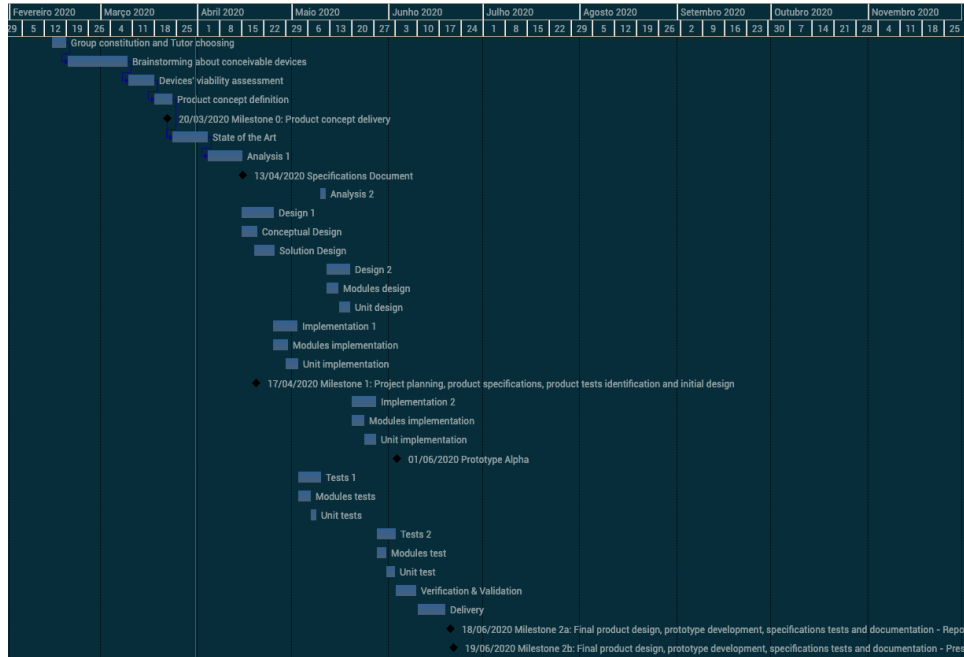 Fevereiro 2020 Março 2020 Abril 2020 Maio 2020 Junho 2020 Julho 2020 Agosto 2020 Setembro 2020 Outubro 2020 Novembro 2020
29 5 12 19 26 4 11 18 25 1 8 15 22 29 6 13 20 27 3 10 17 24 1 8 15 22 29 5 12 19 26 2 9 16 23 30 7 14 21 28 4 11 18 25
Group constitution and Tutor choosing
Brainstorming about conceivable devices
Devices' viability assessment
Product concept definition
20/03/2020 Milestone 0: Product concept delivery
State of the Art
Analysis 1
13/04/2020 Specifications Document
Analysis 2
Design 1
Conceptual Design
Solution Design
Design 2
Modules design
Unit design
Implementation 1
Modules implementation
Unit implementation
17/04/2020 Milestone 1: Project planning, product specifications, product tests identification and initial design
Implementation 2
Modules implementation
Unit implementation
01/06/2020 Prototype Alpha
Tests 1
Modules tests
Unit tests
Tests 2
Modules test
Unit test
Verification & Validation
Delivery
18/06/2020 Milestone 2a: Final product design, prototype development, specifications tests and documentation - Repo
19/06/2020 Milestone 2b: Final product design, prototype development, specifications tests and documentation - Pres